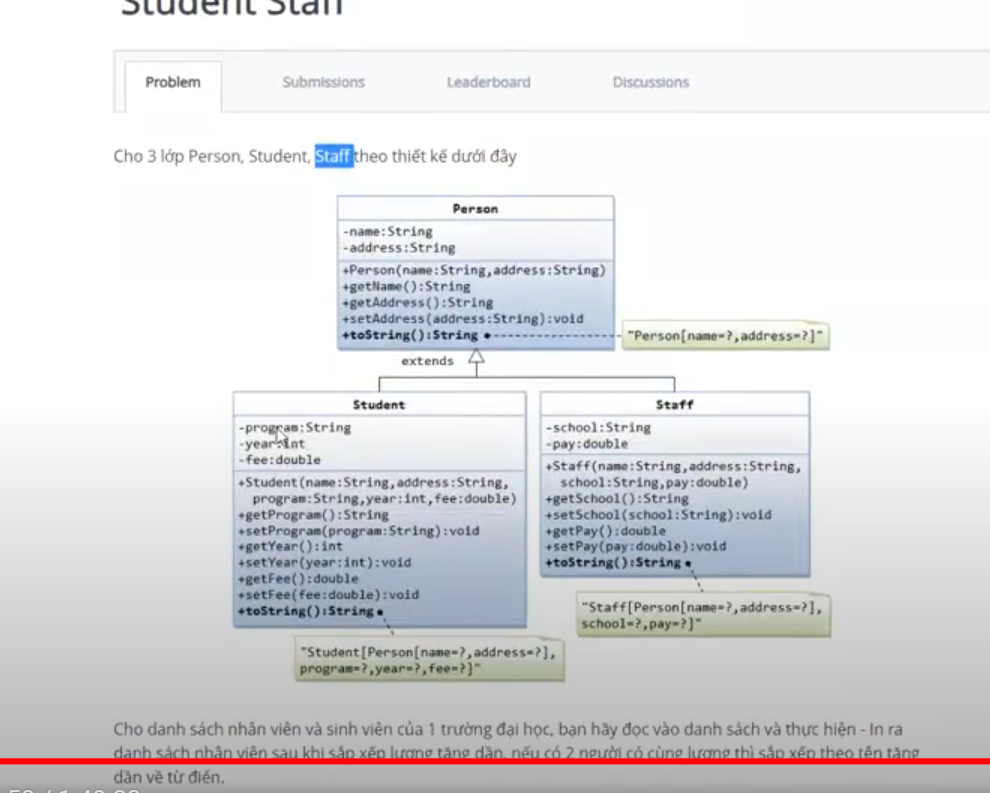 Student Staff
Problem Submissions Leaderboard Discussions
Cho 3 lớp Person, Student, Staff theo thiết kế dưới đây
Person
-name:String
-address:String
+Person(name:String,address:String)
+getName():String
+getAddress():String
+setAddress(address:String):void
+toString():String
"Person[name=?,address=?]"
extends
Student
-program:String
-year:int
-fee:double
+Student(name:String,address:String,
program:String,year:int,fee:double)
+getProgram():String
+setProgram(program:String):void
+getYear():int
+setYear(year:int):void
+getFee():double
+setFee(fee:double):void
+toString():String
"Student[Person[name=?,address=?],
program=?,year=?,fee=?]"
Staff
-school:String
-pay:double
+Staff(name:String,address:String,
school:String,pay:double)
+getSchool():String
+setSchool(school:String):void
+getPay():double
+setPay(pay:double):void
+toString():String
"Staff[Person[name=?,address=?],
school=?,pay=?]"
Cho danh sách nhân viên và sinh viên của 1 trường đại học, bạn hãy đọc vào danh sách và thực hiện - In ra
danh sách nhân viên sau khi sắp xếp lương tăng dần, nếu có 2 người có cùng lương thì sắp xếp theo tên tăng
dần về từ điển.